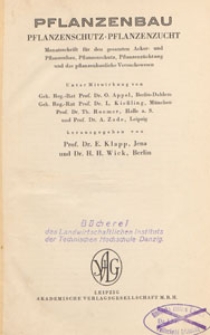 PFLANZENBAU
PFLANZENSCHUTZ · PFLANZENZUCHT
Monatsschrift für den gesamten Acker- und
Pflanzenbau, Pflanzenschutz, Pflanzenzüchtung
und das pflanzenbauliche Versuchswesen
Unter Mitwirkung von
Geh. Reg.-Rat Prof. Dr. O. Appel, Berlin-Dahlem
Geh. Reg.-Rat Prof. Dr. L. Kießling, München
Prof. Dr. Th. Roemer, Halle a. S.
und Prof. Dr. A. Zade, Leipzig
herausgegeben von
Prof. Dr. E. Klapp, Jena
und Dr. H. H. Wick, Berlin
Bücherei
des Landwirtschaftlichen Instituts
der Technischen Hochschule Danzig.
LEIPZIG
AKADEMISCHE VERLAGSGESELLSCHAFT M.B.H.